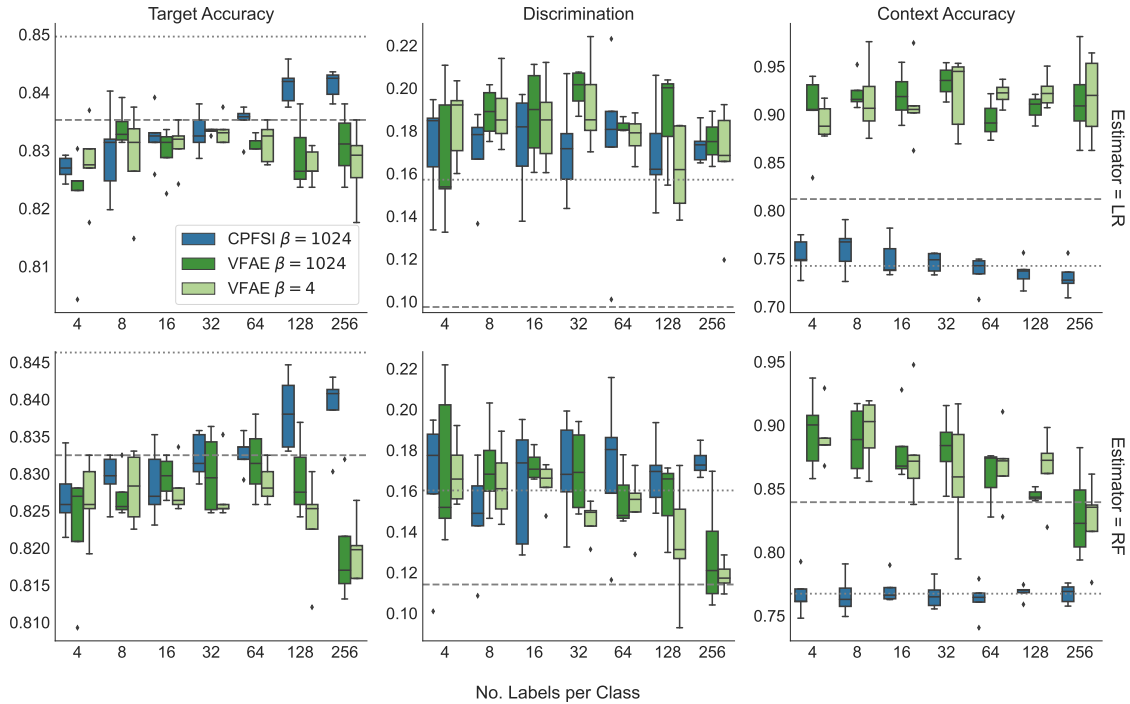 Target Accuracy
Discrimination
Context Accuracy
0.85
0.84
0.83
0.82
0.81
CPFSI β = 1024
VFAE β = 1024
VFAE β = 4
4 8 16 32 64 128 256
0.22
0.20
0.18
0.16
0.14
0.12
0.10
4 8 16 32 64 128 256
0.95
0.90
0.85
0.80
0.75
0.70
4 8 16 32 64 128 256
Estimator = LR
0.845
0.840
0.835
0.830
0.825
0.820
0.815
0.810
4 8 16 32 64 128 256
0.22
0.20
0.18
0.16
0.14
0.12
0.10
4 8 16 32 64 128 256
0.95
0.90
0.85
0.80
0.75
4 8 16 32 64 128 256
Estimator = RF
No. Labels per Class